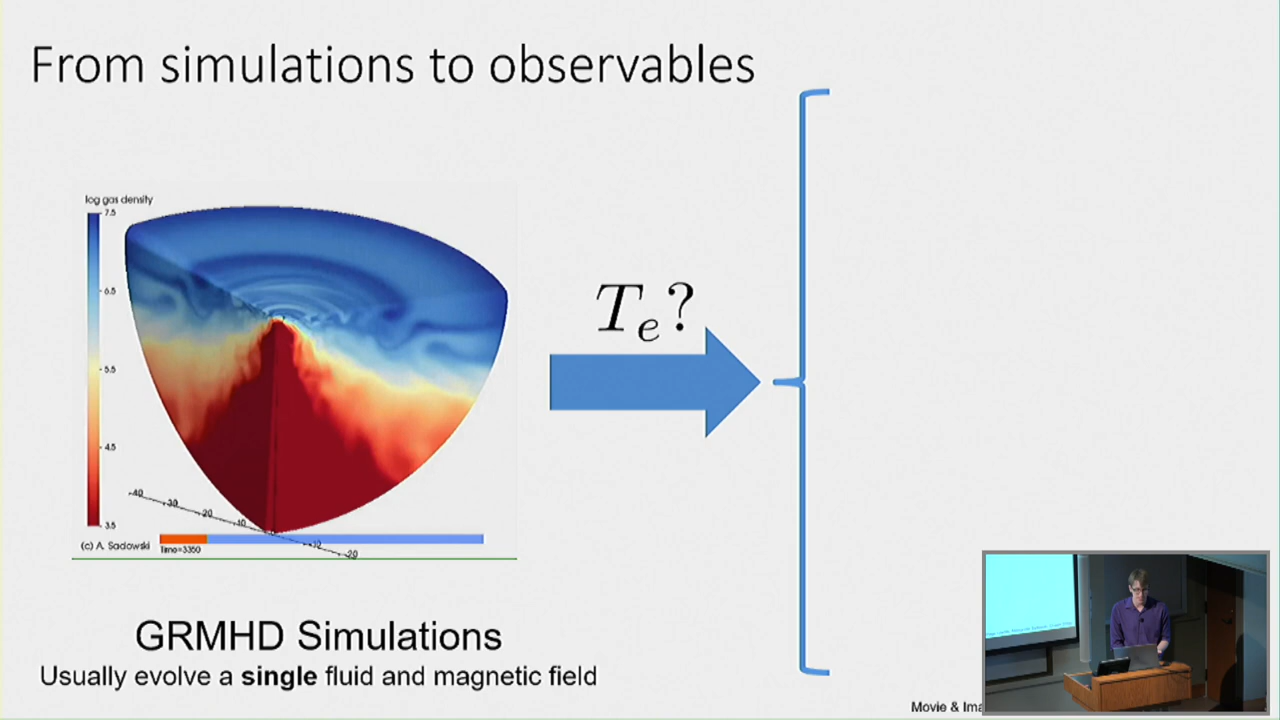 From simulations to observables
log gas density
7.5
6.5
5.5
4.5
3.5
-40
-30
-20
-10
0
-10
-20
(c) A. Sadowski
Time=3350
T_e?
GRMHD Simulations
Usually evolve a single fluid and magnetic field
Movie &